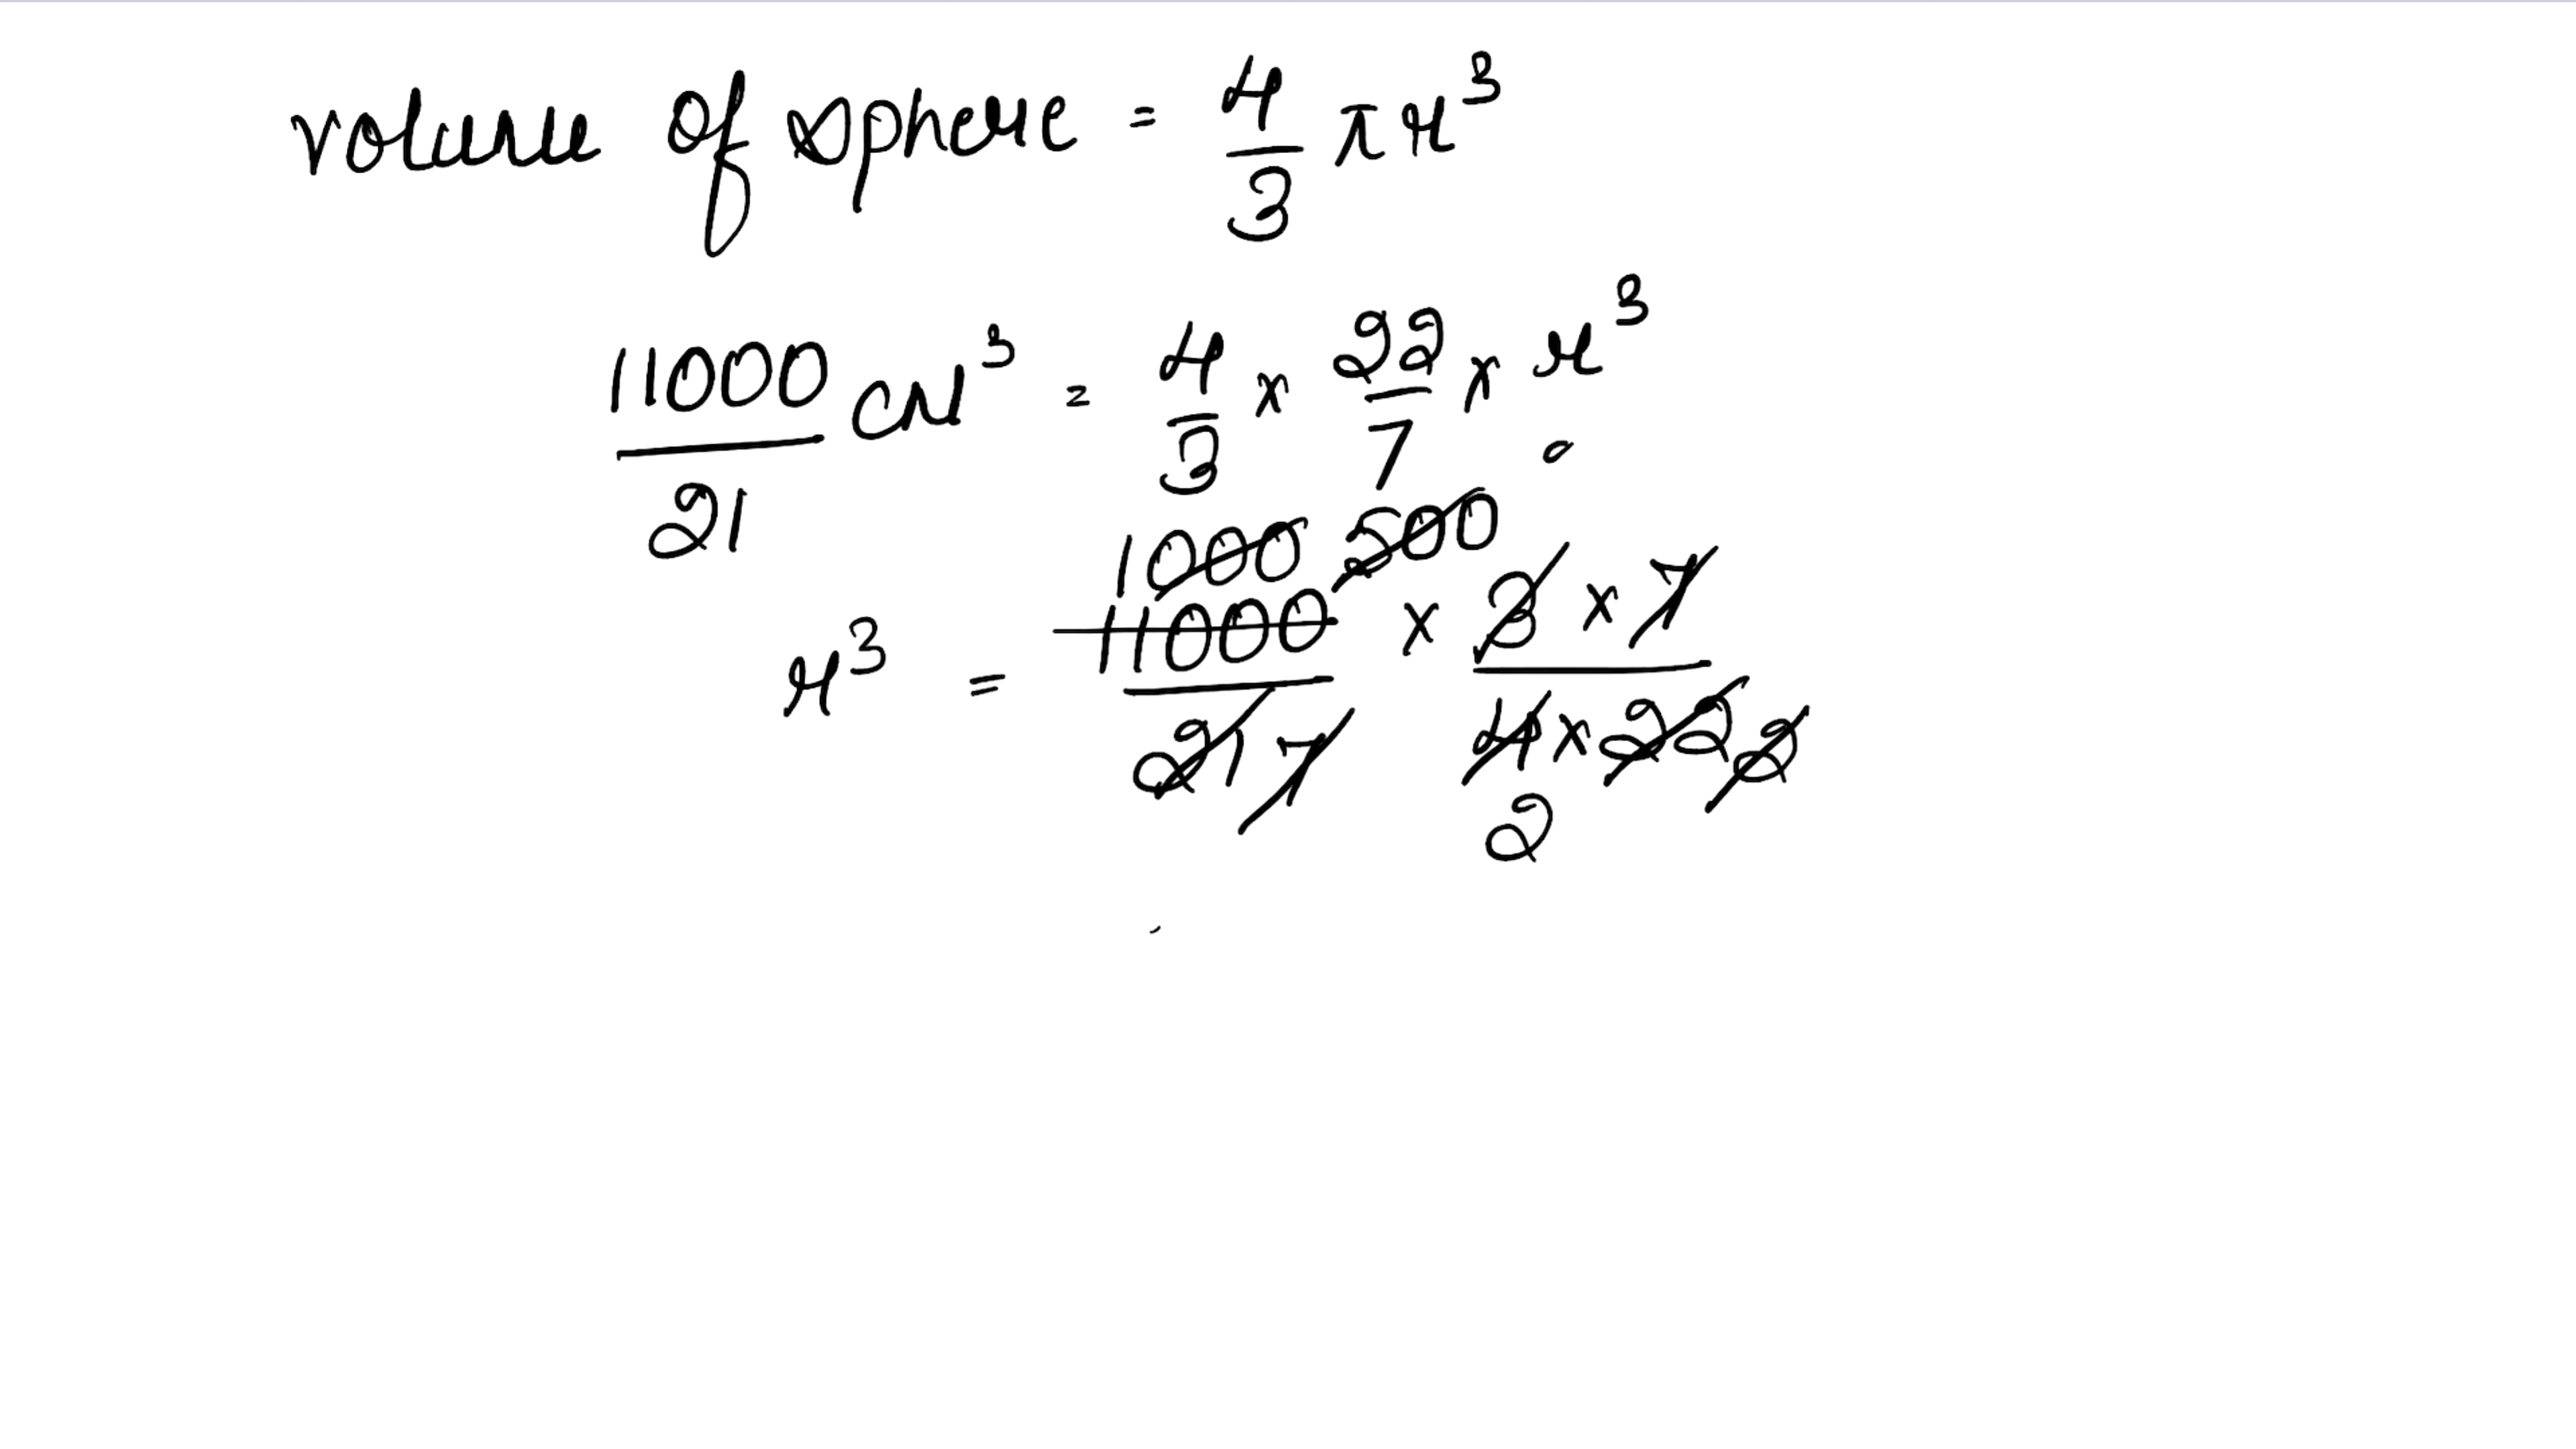 volume of sphere = 4/3 πr³
11000/21 cm³ = 4/3 x 22/7 x r³
1000 500
r³ = 11000/21 7 x 3 x 7/4 x 22 2
2